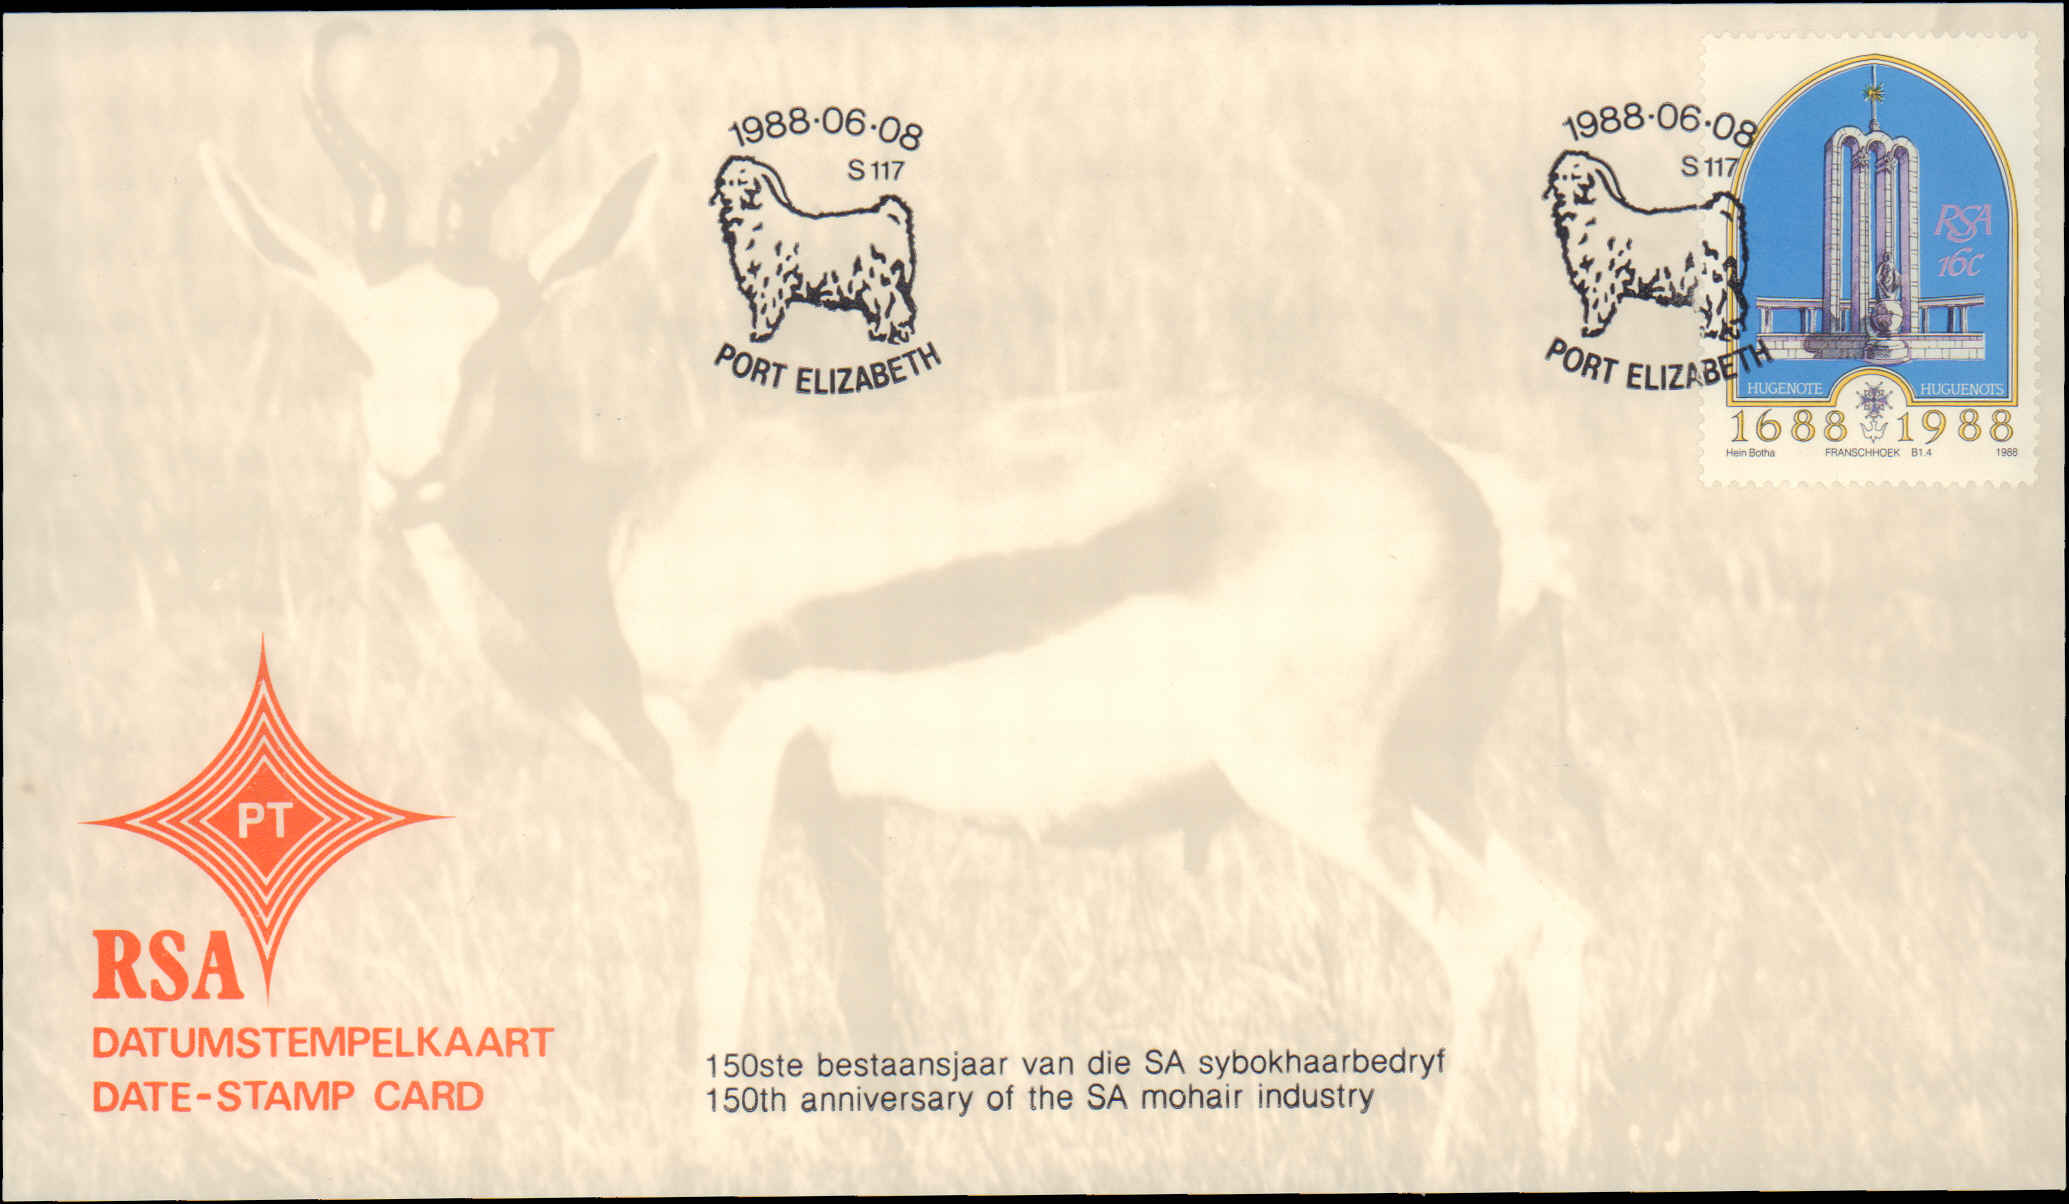 1988·06·08
S 117
PORT ELIZABETH
1988·06·08
S 117
PORT ELIZABETH
RSA
16c
HUGENOTE HUGUENOTS
1688 1988
Hein Botha FRANSCHHOEK B1.4 1988
PT
RSA
DATUMSTEMPELKAART
DATE-STAMP CARD
150ste bestaansjaar van die SA sybokhaarbedryf
150th anniversary of the SA mohair industry